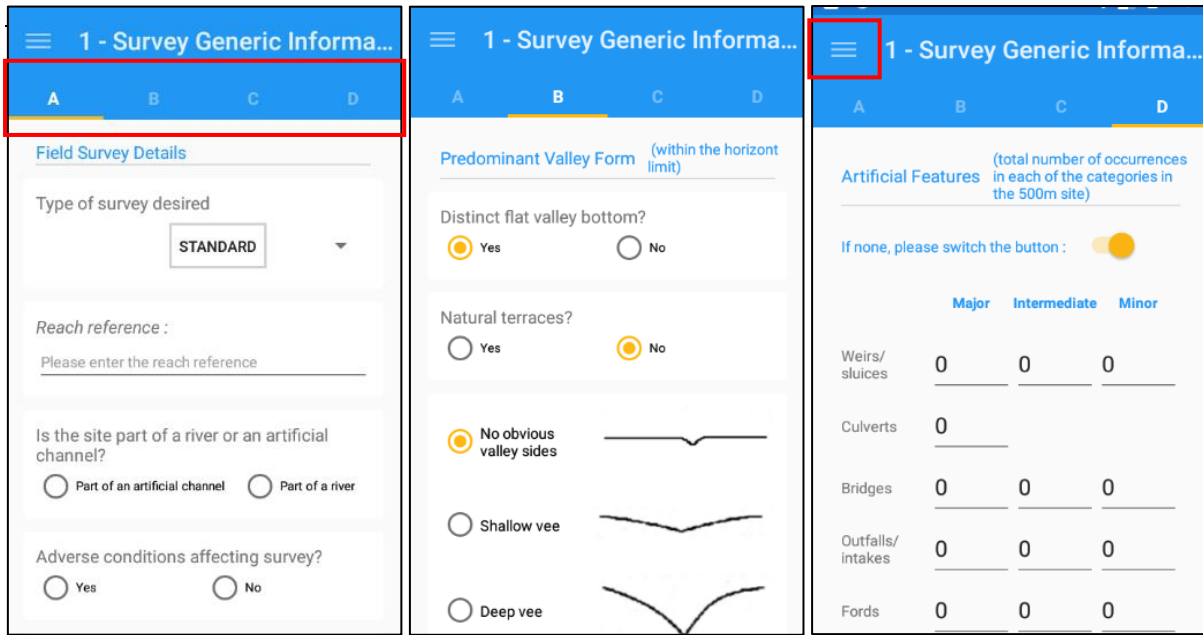 1 - Survey Generic Informa...
A B C D
Field Survey Details
Type of survey desired
STANDARD
Reach reference :
Please enter the reach reference
Is the site part of a river or an artificial
channel?
Part of an artificial channel Part of a river
Adverse conditions affecting survey?
Yes No
1 - Survey Generic Informa...
A B C D
Predominant Valley Form (within the horizont
limit)
Distinct flat valley bottom?
Yes No
Natural terraces?
Yes No
No obvious
valley sides
Shallow vee
Deep vee
1 - Survey Generic Informa...
A B C D
Artificial Features (total number of occurrences
in each of the categories in
the 500m site)
If none, please switch the button :
Major Intermediate Minor
Weirs/
sluices 0 0 0
Culverts 0
Bridges 0 0 0
Outfalls/
intakes 0 0 0
Fords 0 0 0